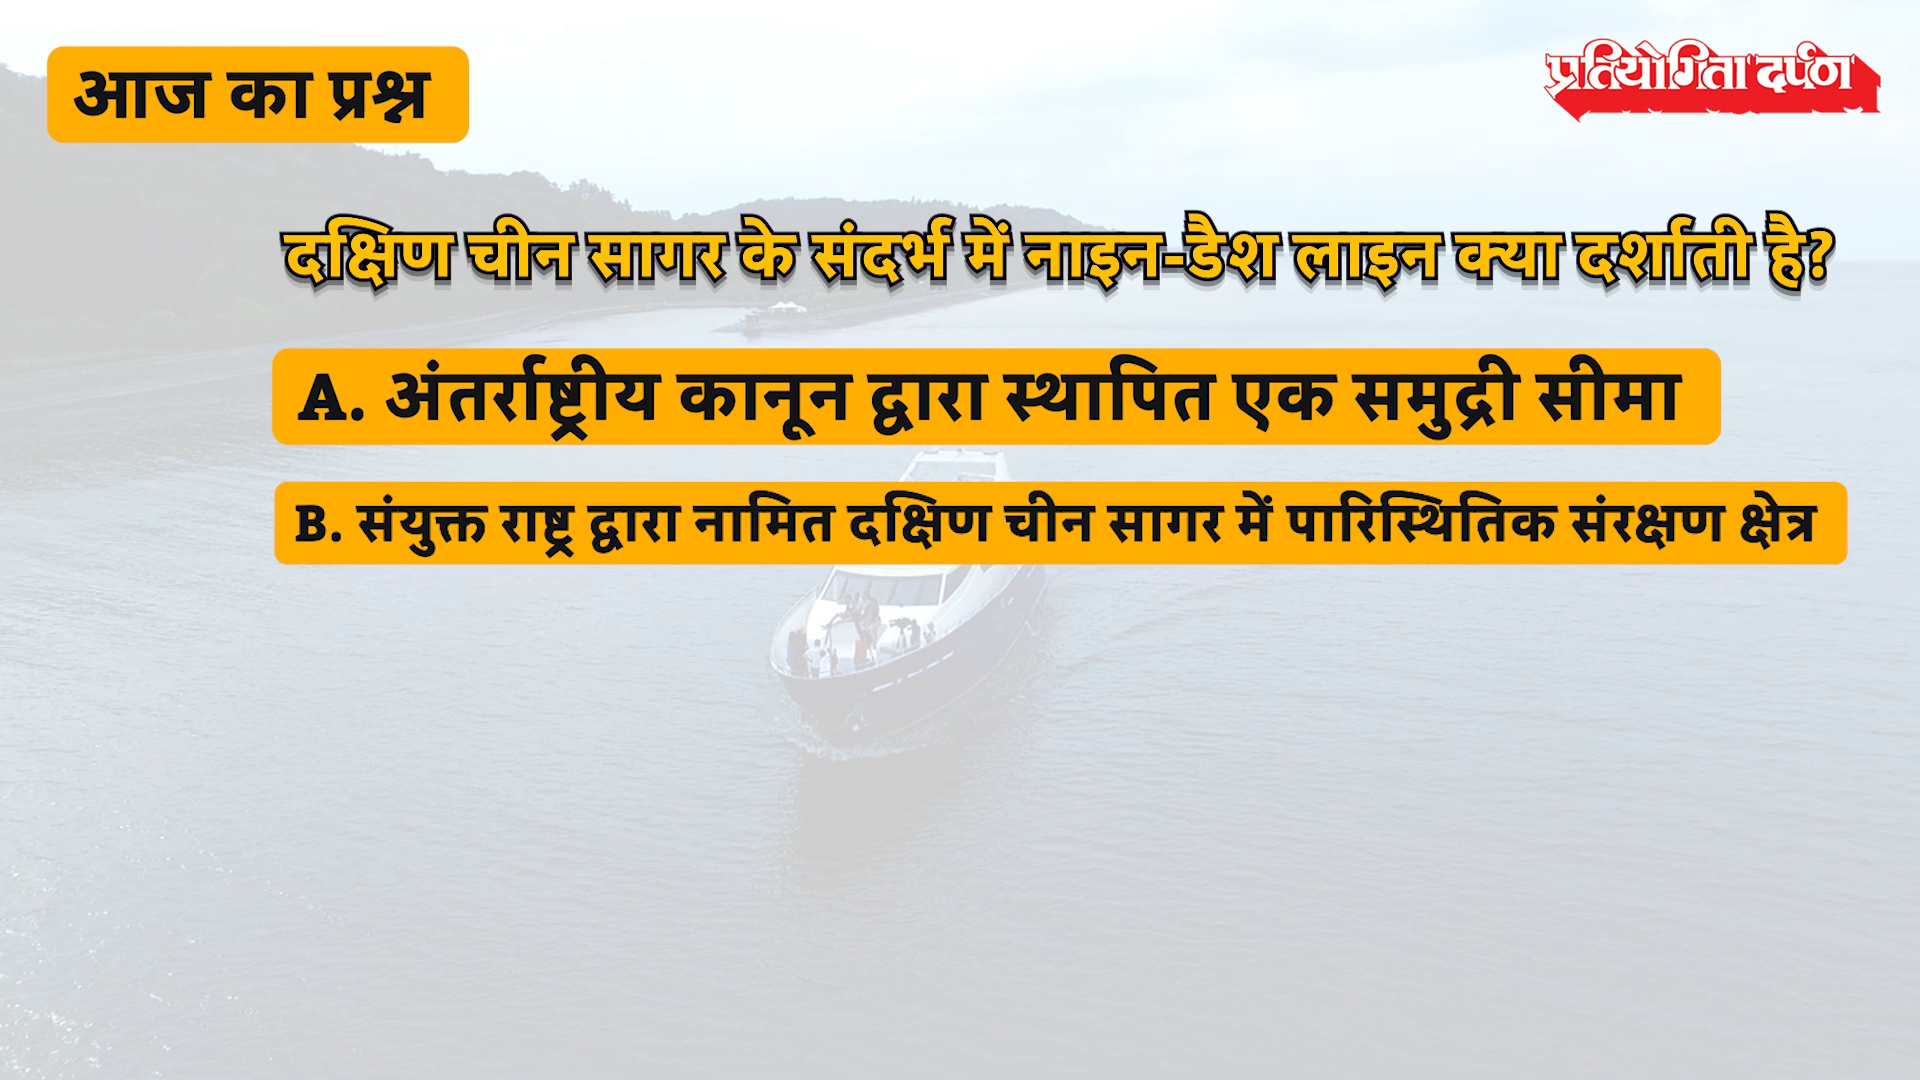 आज का प्रश्न
प्रतियोगिता दर्पण
दक्षिण चीन सागर के संदर्भ में नाइन-डैश लाइन क्या दर्शाती है?
A. अंतर्राष्ट्रीय कानून द्वारा स्थापित एक समुद्री सीमा
B. संयुक्त राष्ट्र द्वारा नामित दक्षिण चीन सागर में पारिस्थितिक संरक्षण क्षेत्र